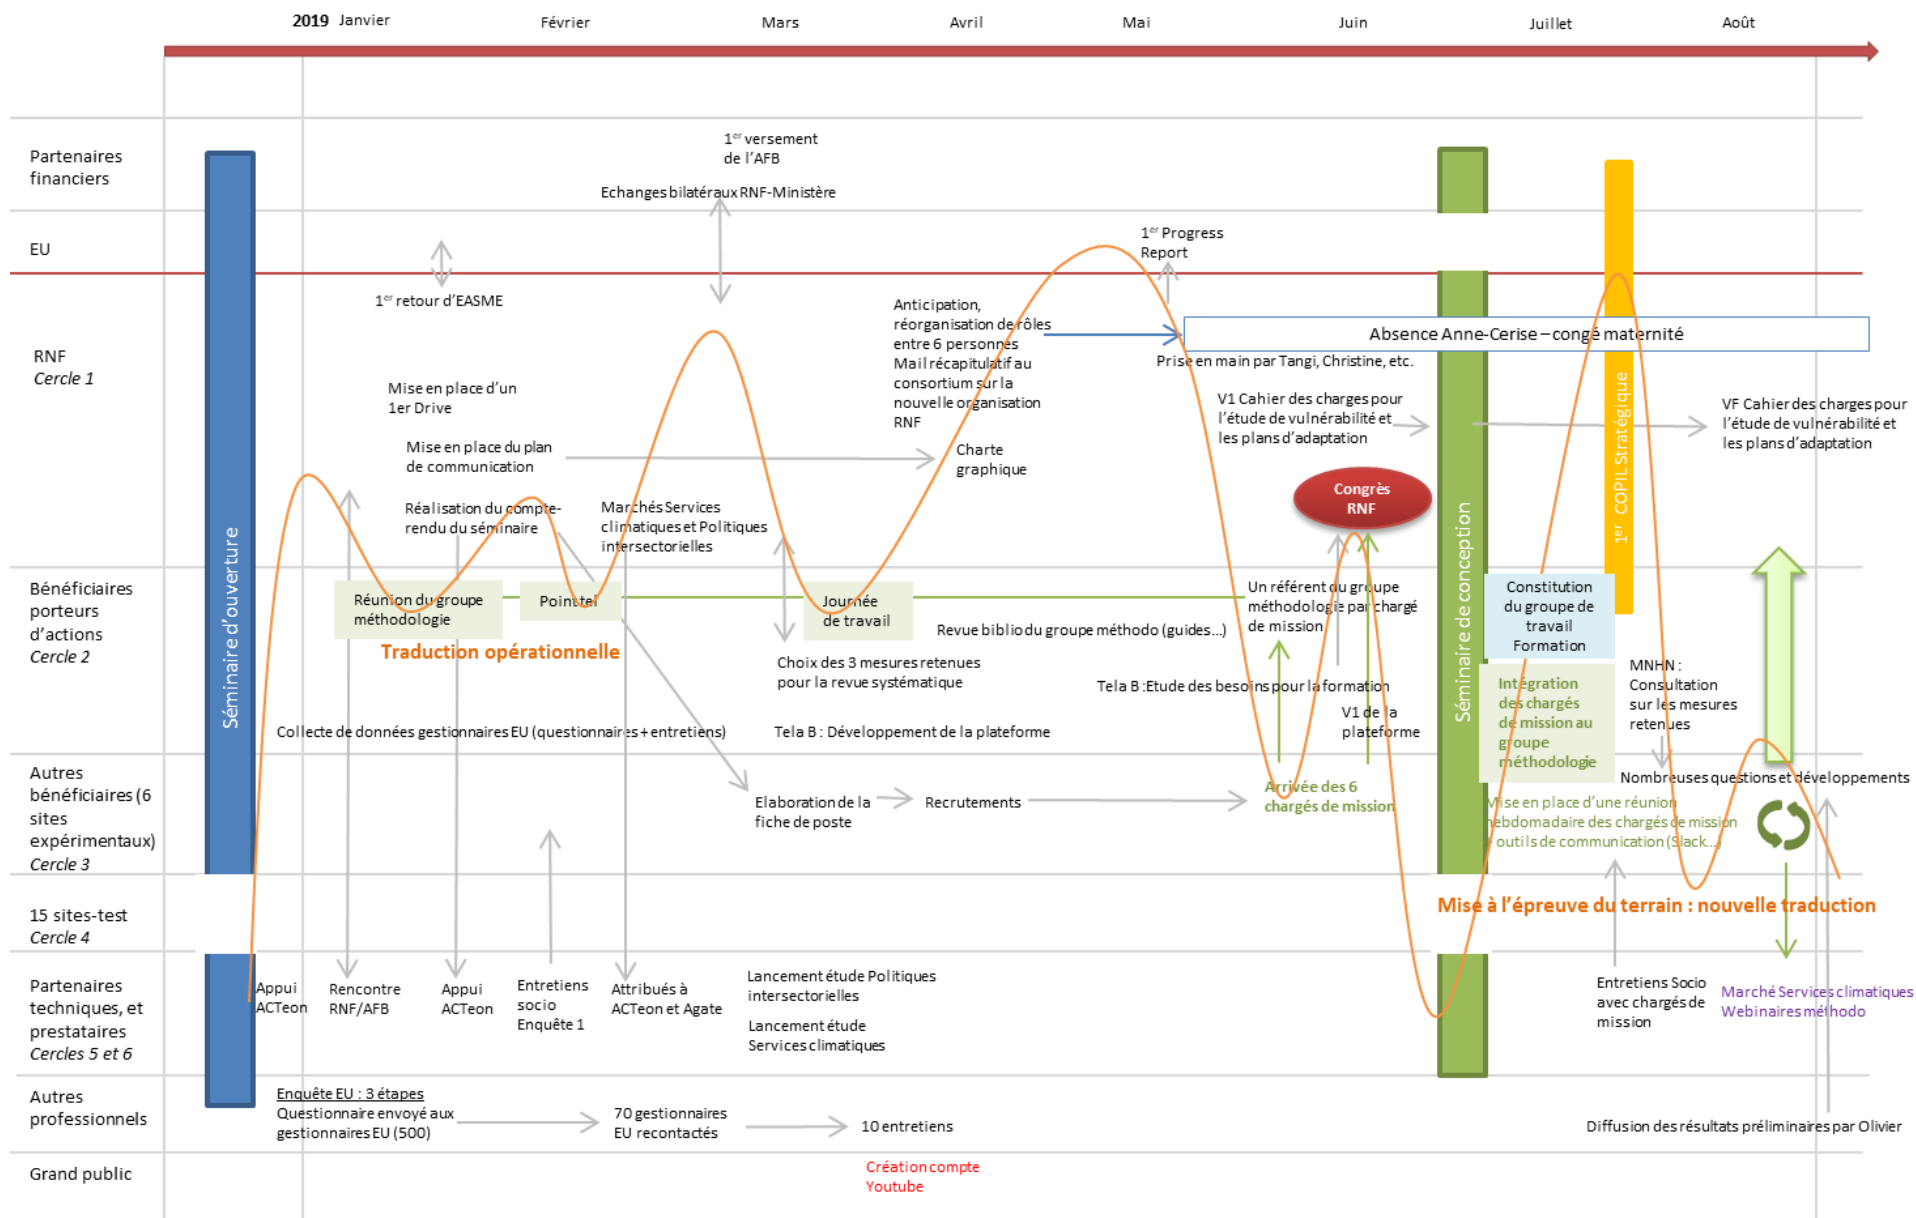 2019 Janvier
Février
Mars
Avril
Mai
Juin
Juillet
Août
Partenaires
financiers
1er versement
de l'AFB
Echanges bilatéraux RNF-Ministère
EU
1er Progress
Report
1er retour d'EASME
RNF
Cercle 1
Anticipation,
réorganisation de rôles
entre 6 personnes
Mail récapitulatif au
consortium sur la
nouvelle organisation
RNF
Absence Anne-Cerise – congé maternité
Prise en main par Tangi, Christine, etc.
Mise en place d'un
1er Drive
V1 Cahier des charges pour
l'étude de vulnérabilité et
les plans d'adaptation
VF Cahier des charges pour
l'étude de vulnérabilité et
les plans d'adaptation
Mise en place du plan
de communication
Charte
graphique
Réalisation du compte-
rendu du séminaire
Marchés Services
climatiques et Politiques
intersectorielles
Congrès
RNF
Séminaire d'ouverture
Séminaire de conception
1er COPIL Stratégique
Bénéficiaires
porteurs
d'actions
Cercle 2
Réunion du groupe
méthodologie
Point tel
Journée
de travail
Un référent du groupe
méthodologie par chargé
de mission
Constitution
du groupe de
travail
Formation
Traduction opérationnelle
Revue biblio du groupe méthodo (guides...)
Choix des 3 mesures retenues
pour la revue systématique
Tela B :Etude des besoins pour la formation
V1 de la
plateforme
Intégration
des chargés
de mission au
groupe
méthodologie
MNHN :
Consultation
sur les mesures
retenues
Collecte de données gestionnaires EU (questionnaires + entretiens)
Tela B : Développement de la plateforme
Autres
bénéficiaires (6
sites
expérimentaux)
Cercle 3
Elaboration de la
fiche de poste
Recrutements
Arrivée des 6
chargés de mission
Nombreuses questions et développements
Mise en place d'une réunion
hebdomadaire des chargés de mission
outils de communication (Slack...)
15 sites-test
Cercle 4
Mise à l'épreuve du terrain : nouvelle traduction
Partenaires
techniques, et
prestataires
Cercles 5 et 6
Appui
ACTeon
Rencontre
RNF/AFB
Appui
ACTeon
Entretiens
socio
Enquête 1
Attribués à
ACTeon et Agate
Lancement étude Politiques
intersectorielles
Lancement étude
Services climatiques
Entretiens Socio
avec chargés de
mission
Marché Services climatiques
Webinaires méthodo
Autres
professionnels
Enquête EU : 3 étapes
Questionnaire envoyé aux
gestionnaires EU (500)
70 gestionnaires
EU recontactés
10 entretiens
Diffusion des résultats préliminaires par Olivier
Grand public
Création compte
Youtube